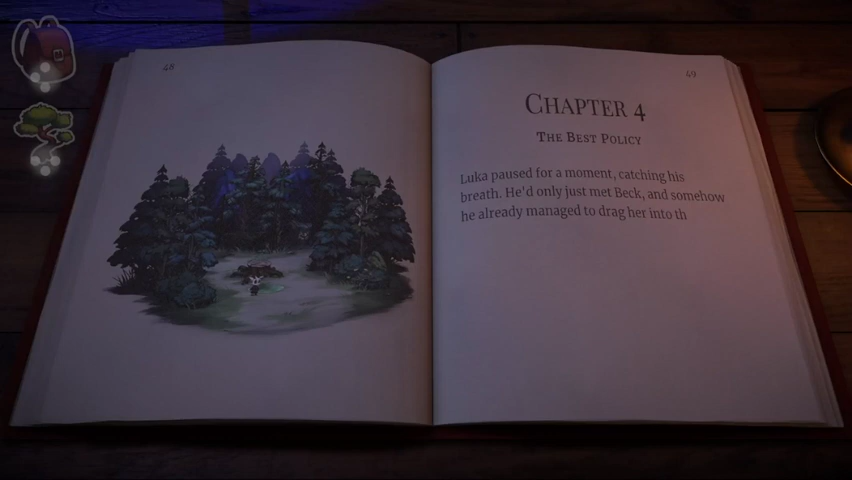 48
49
Chapter 4
The Best Policy
Luka paused for a moment, catching his
breath. He'd only just met Beck, and somehow
he already managed to drag her into th